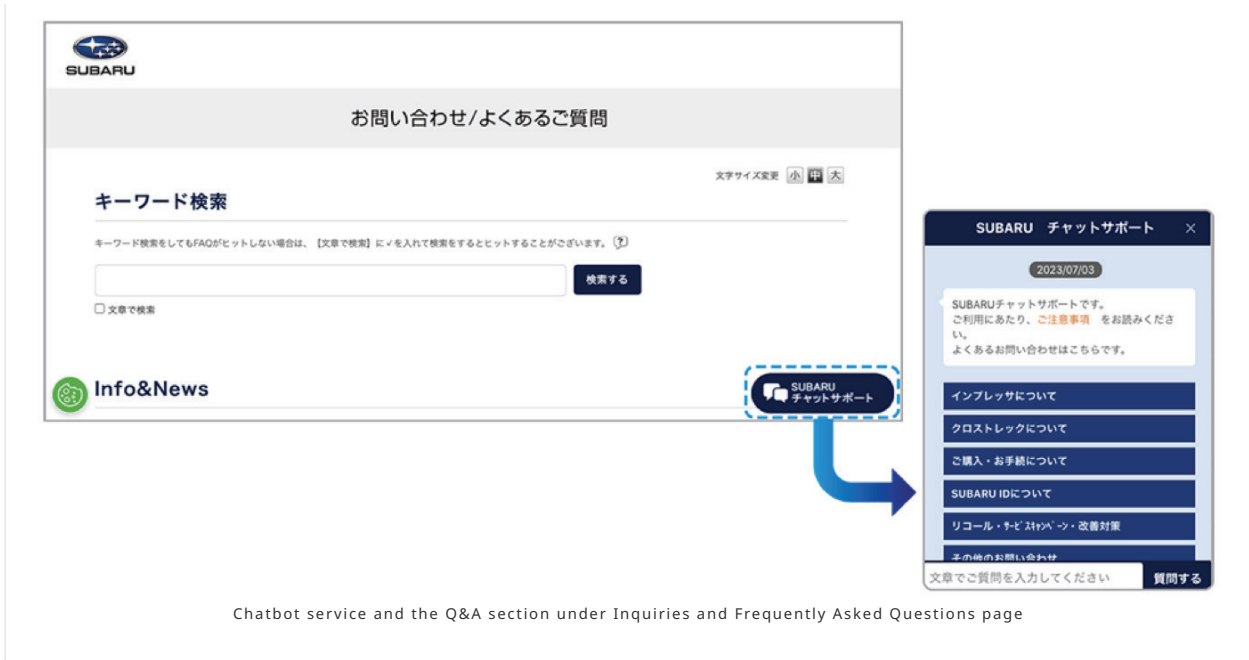 SUBARU
お問い合わせ/よくあるご質問
文字サイズ変更 小 中 大
キーワード検索
キーワード検索をしてもFAQがヒットしない場合は、【文章で検索】に✓を入れて検索をするとヒットすることがございます。 ?
検索する
文章で検索
Info&News
SUBARU
チャットサポート
SUBARU チャットサポート ×
2023/07/03
SUBARUチャットサポートです。
ご利用にあたり、ご注意事項 をお読みくださ
い。
よくあるお問い合わせはこちらです。
インプレッサについて
クロストレックについて
ご購入・お手続について
SUBARU IDについて
リコール・ｻｰﾋﾞｽｷｬﾝﾍﾟｰﾝ・改善対策
その他のお問い合わせ
文章でご質問を入力してください 質問する
Chatbot service and the Q&A section under Inquiries and Frequently Asked Questions page